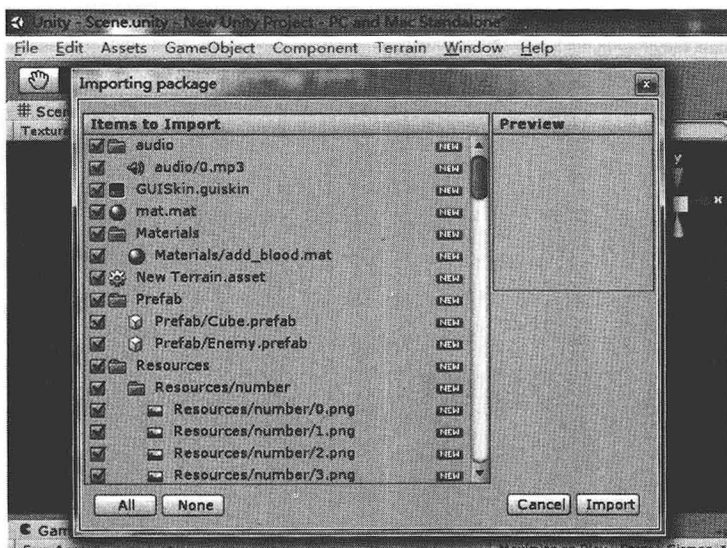 Unity - Scene.unity - New Unity Project - PC and Mac Standalone*
File Edit Assets GameObject Component Terrain Window Help
Importing package
# Scen
Textur
Items to Import
Preview
audio NEW
audio/0.mp3 NEW
GUISkin.guiskin NEW
mat.mat NEW
Materials NEW
Materials/add_blood.mat NEW
New Terrain.asset NEW
Prefab NEW
Prefab/Cube.prefab NEW
Prefab/Enemy.prefab NEW
Resources NEW
Resources/number NEW
Resources/number/0.png NEW
Resources/number/1.png NEW
Resources/number/2.png NEW
Resources/number/3.png NEW
y
All None Cancel Import
Gam